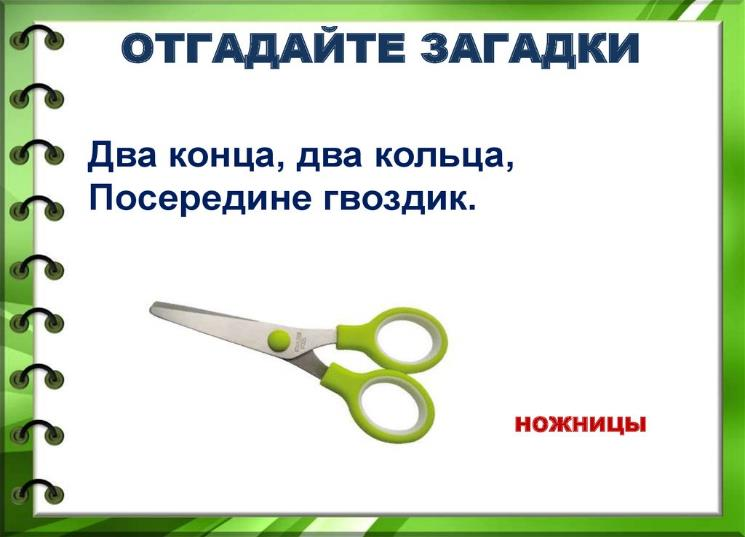 ОТГАДАЙТЕ ЗАГАДКИ
Два конца, два кольца,
Посередине гвоздик.
НОЖНИЦЫ